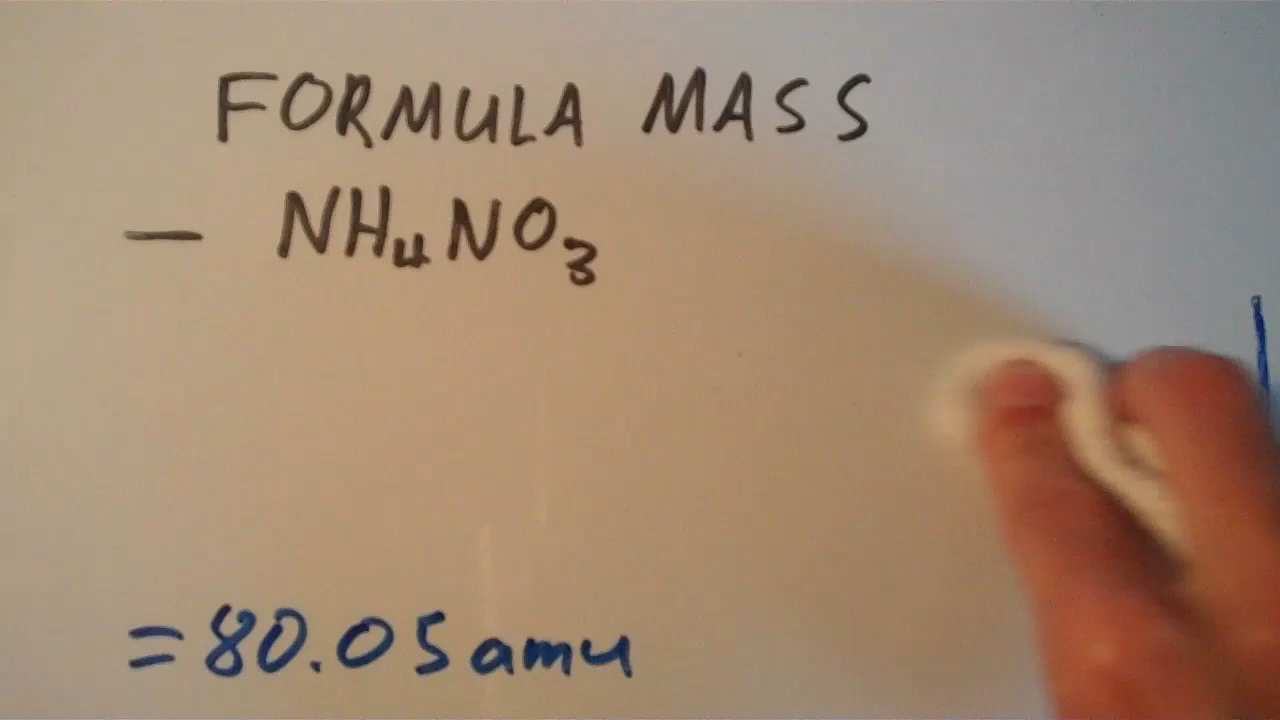 FORMULA MASS
— NH₄NO₃
= 80.05 amu